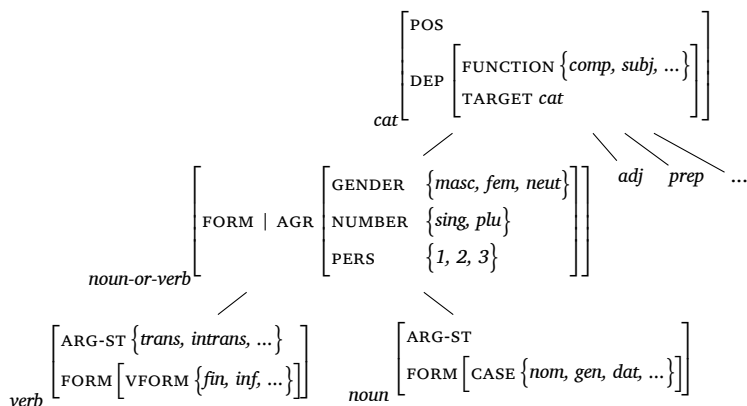 POS
DEP FUNCTION {comp, subj, ...}
TARGET cat
cat
adj prep ...
GENDER {masc, fem, neut}
FORM | AGR NUMBER {sing, plu}
PERS {1, 2, 3}
noun-or-verb
ARG-ST {trans, intrans, ...}
FORM [VFORM {fin, inf, ...}]
verb
ARG-ST
FORM [CASE {nom, gen, dat, ...}]
noun